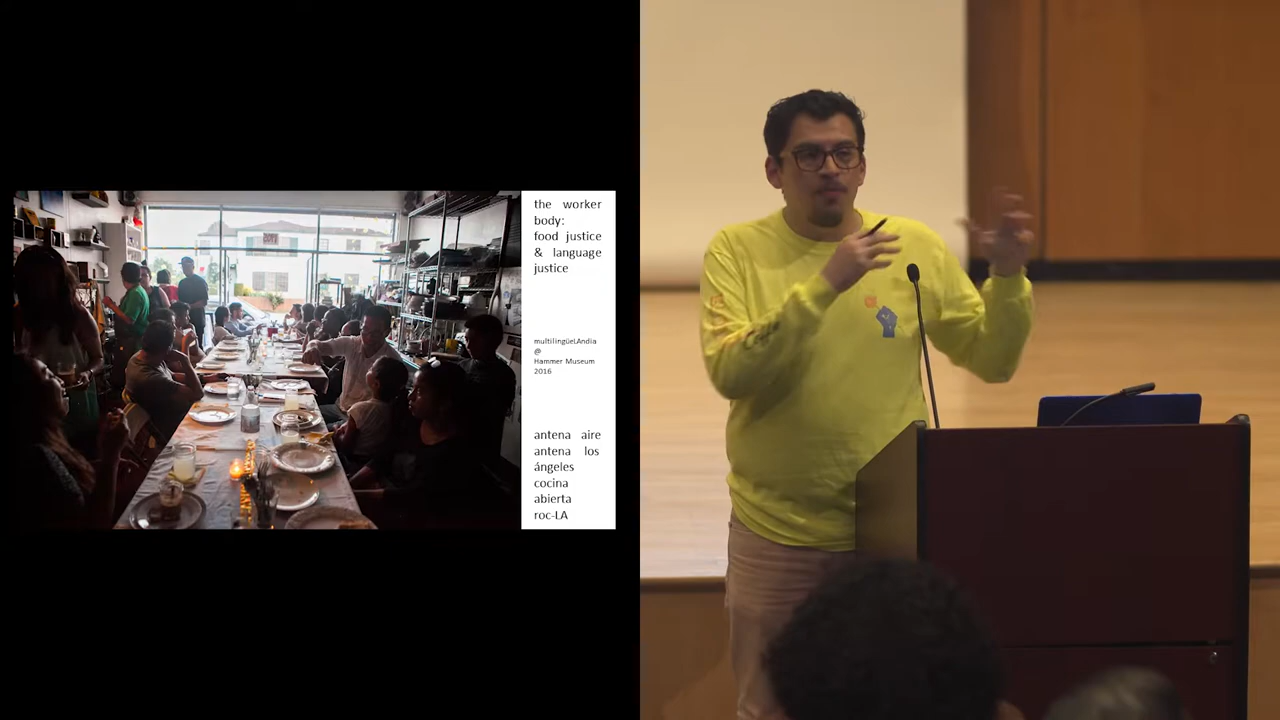 the worker
body:
food justice
& language
justice
multilingüeLAndia
@
Hammer Museum
2016
antena aire
antena los
ángeles
cocina
abierta
roc-LA